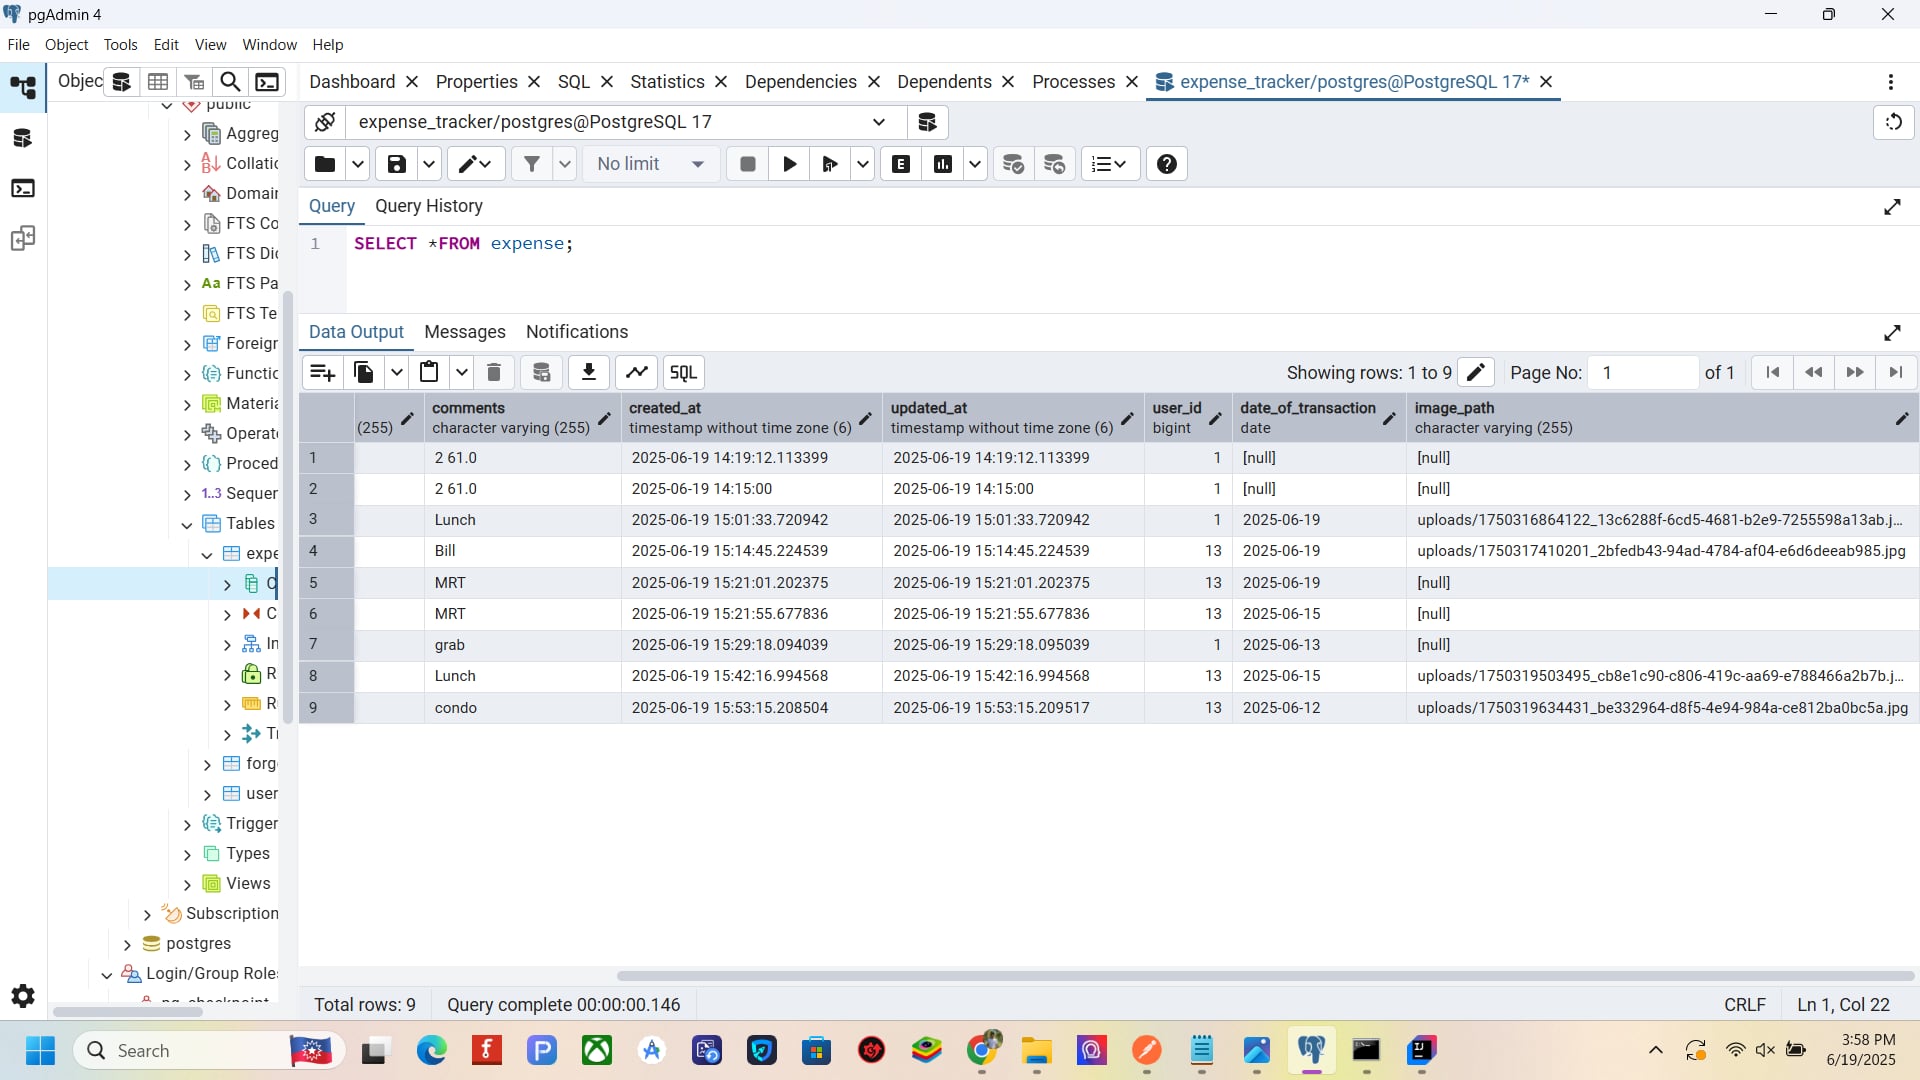 pgAdmin 4
File Object Tools Edit View Window Help
Objec
Dashboard Properties SQL Statistics Dependencies Dependents Processes expense_tracker/postgres@PostgreSQL 17*
expense_tracker/postgres@PostgreSQL 17
No limit
Query Query History
1 SELECT *FROM expense;
Data Output Messages Notifications
SQL Showing rows: 1 to 9 Page No: 1 of 1
comments created_at updated_at user_id date_of_transaction image_path
(255) character varying (255) timestamp without time zone (6) timestamp without time zone (6) bigint date character varying (255)
1 2 61.0 2025-06-19 14:19:12.113399 2025-06-19 14:19:12.113399 1 [null] [null]
2 2 61.0 2025-06-19 14:15:00 2025-06-19 14:15:00 1 [null] [null]
3 Lunch 2025-06-19 15:01:33.720942 2025-06-19 15:01:33.720942 1 2025-06-19 uploads/1750316864122_13c6288f-6cd5-4681-b2e9-7255598a13ab.j...
4 Bill 2025-06-19 15:14:45.224539 2025-06-19 15:14:45.224539 13 2025-06-19 uploads/1750317410201_2bfedb43-94ad-4784-af04-e6d6deeab985.jpg
5 MRT 2025-06-19 15:21:01.202375 2025-06-19 15:21:01.202375 13 2025-06-19 [null]
6 MRT 2025-06-19 15:21:55.677836 2025-06-19 15:21:55.677836 13 2025-06-15 [null]
7 grab 2025-06-19 15:29:18.094039 2025-06-19 15:29:18.095039 1 2025-06-13 [null]
8 Lunch 2025-06-19 15:42:16.994568 2025-06-19 15:42:16.994568 13 2025-06-15 uploads/1750319503495_cb8e1c90-c806-419c-aa69-e788466a2b7b.j...
9 condo 2025-06-19 15:53:15.208504 2025-06-19 15:53:15.209517 13 2025-06-12 uploads/1750319634431_be332964-d8f5-4e94-984a-ce812ba0bc5a.jpg
public
Aggreg
Collatio
Domain
FTS Co
FTS Dic
Aa FTS Pa
FTS Te
Foreign
Functio
Materia
Operato
Proced
1..3 Sequen
Tables
expe
C
C
In
R
R
Tr
forg
user
Trigger
Types
Views
Subscription
postgres
Login/Group Role
Total rows: 9 Query complete 00:00:00.146 CRLF Ln 1, Col 22
Search
3:58 PM
6/19/2025